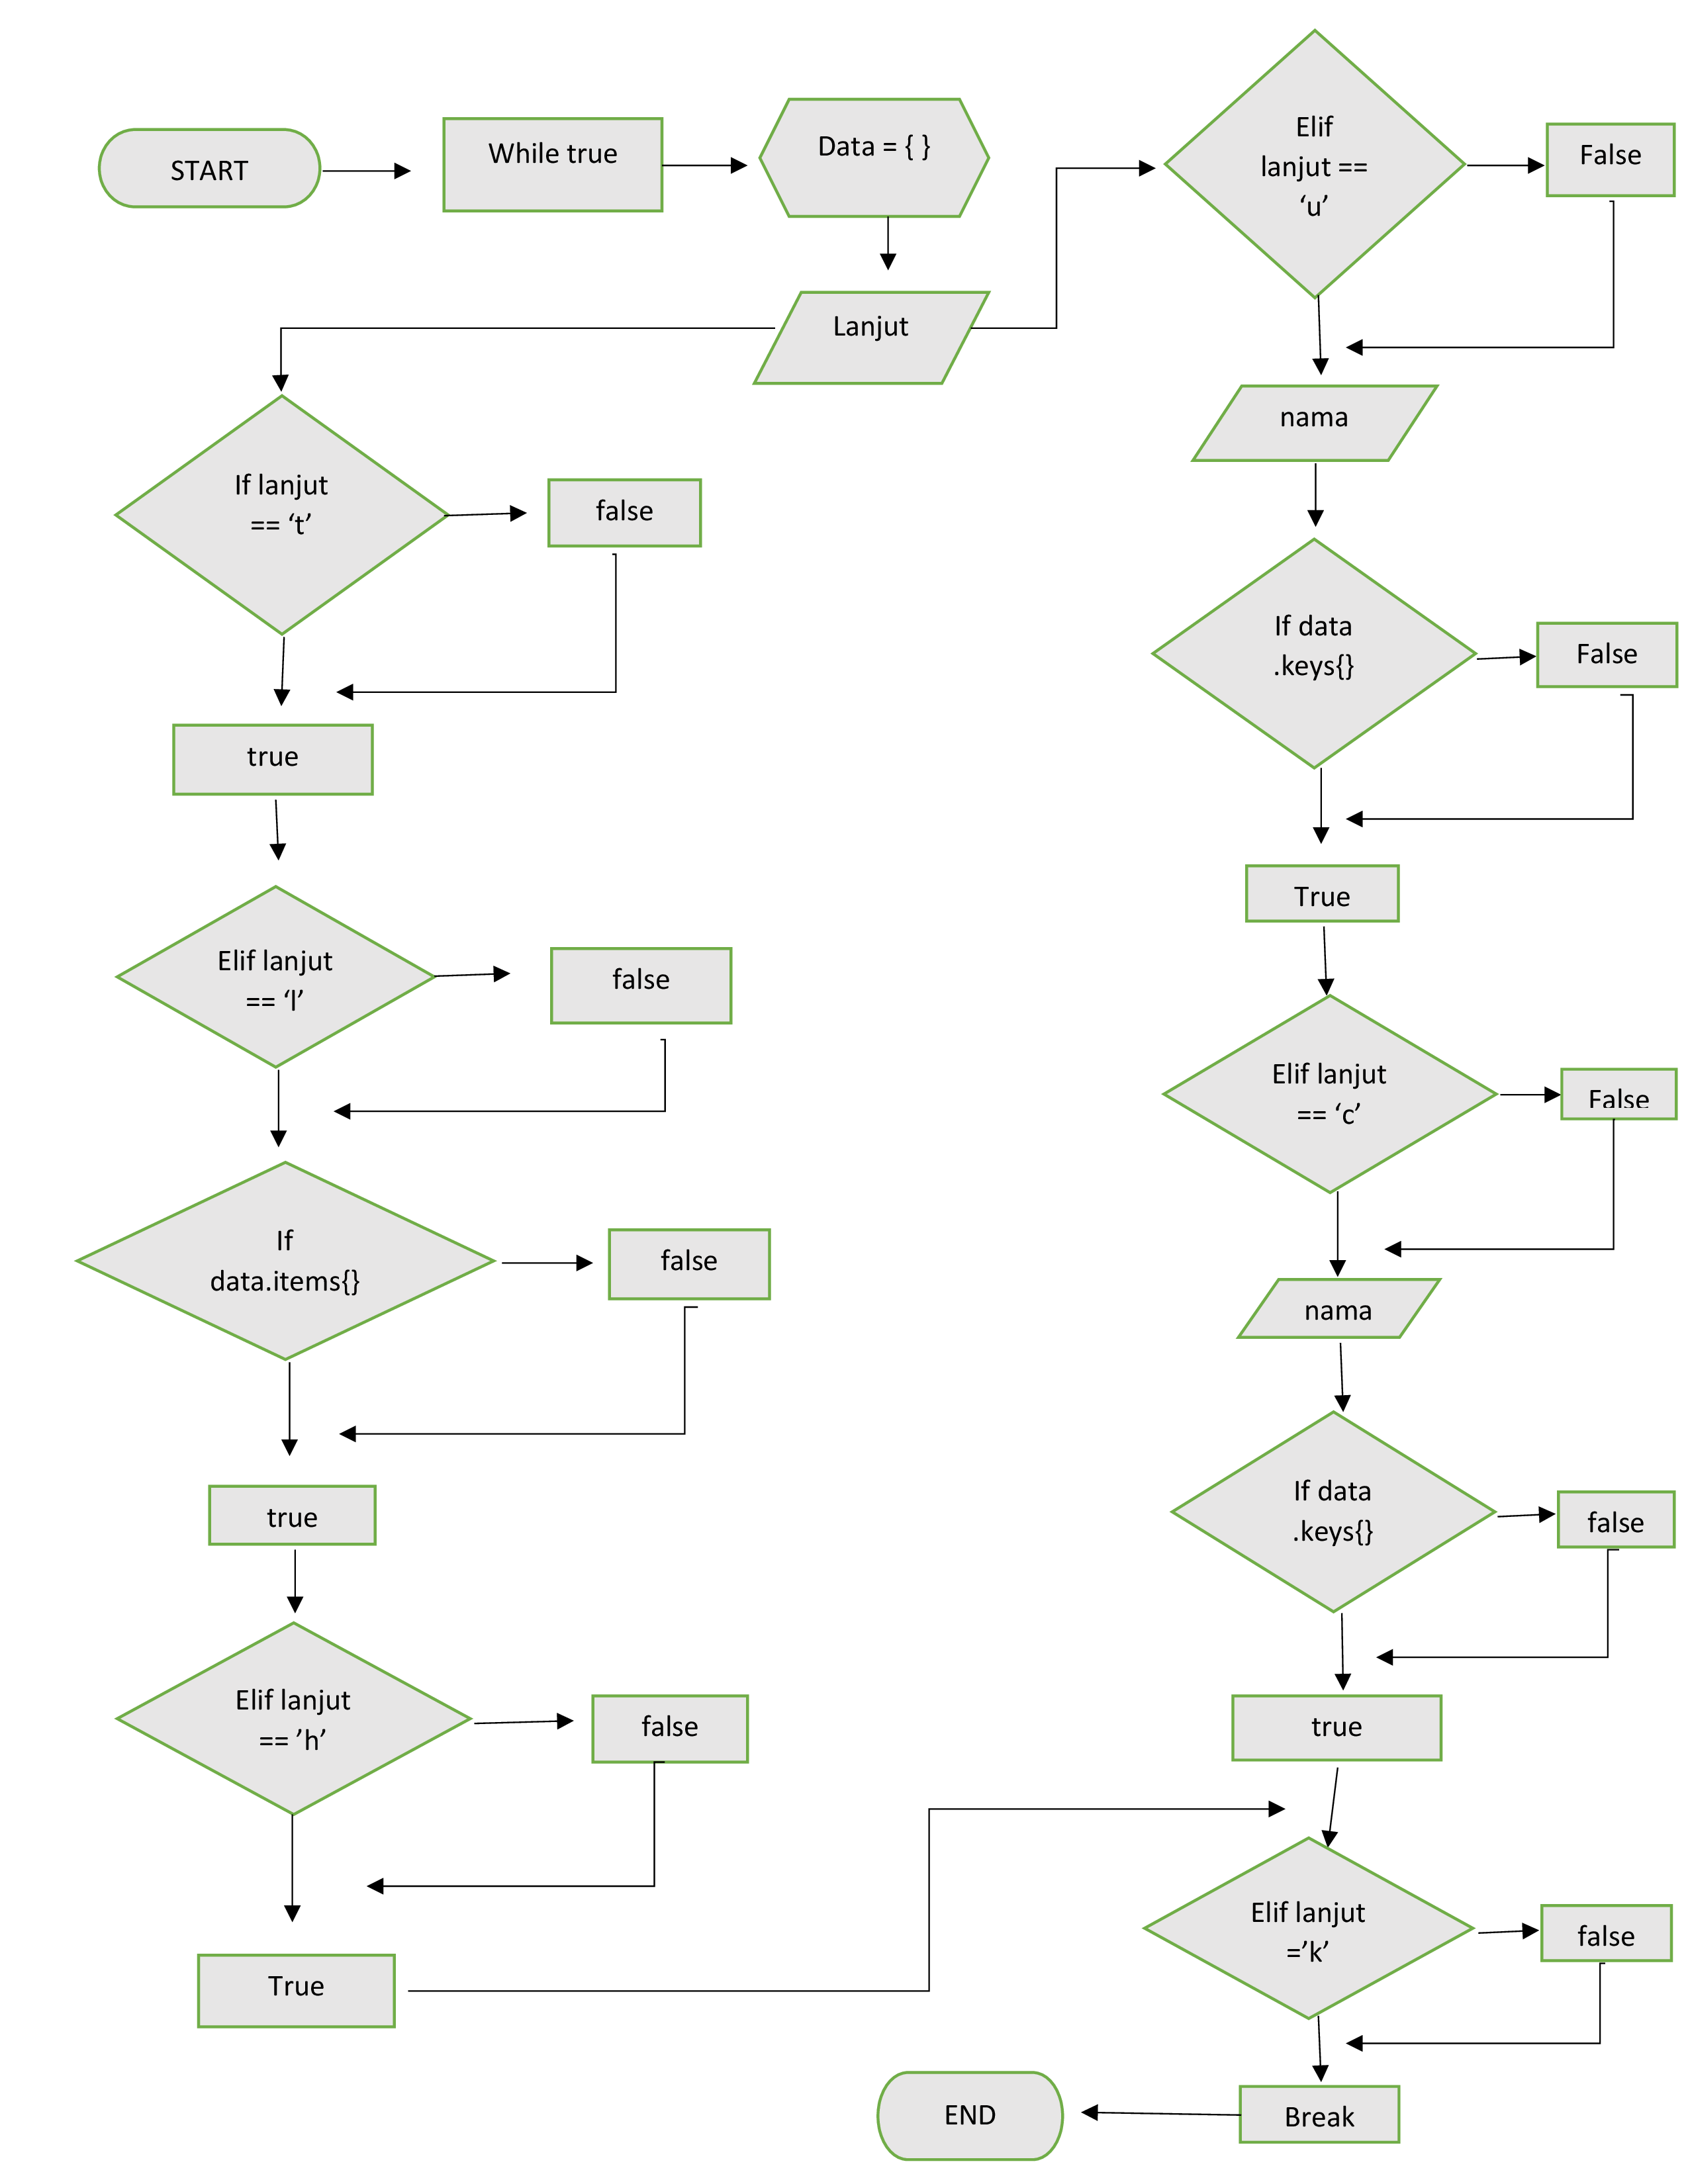 START
While true
Data = { }
Lanjut
If lanjut
== ‘t’
false
true
Elif lanjut
== ‘l’
false
If
data.items{}
false
true
Elif lanjut
== ’h’
false
True
Elif
lanjut ==
‘u’
False
nama
If data
.keys{}
False
True
Elif lanjut
== ‘c’
False
nama
If data
.keys{}
false
true
Elif lanjut
=’k’
false
Break
END